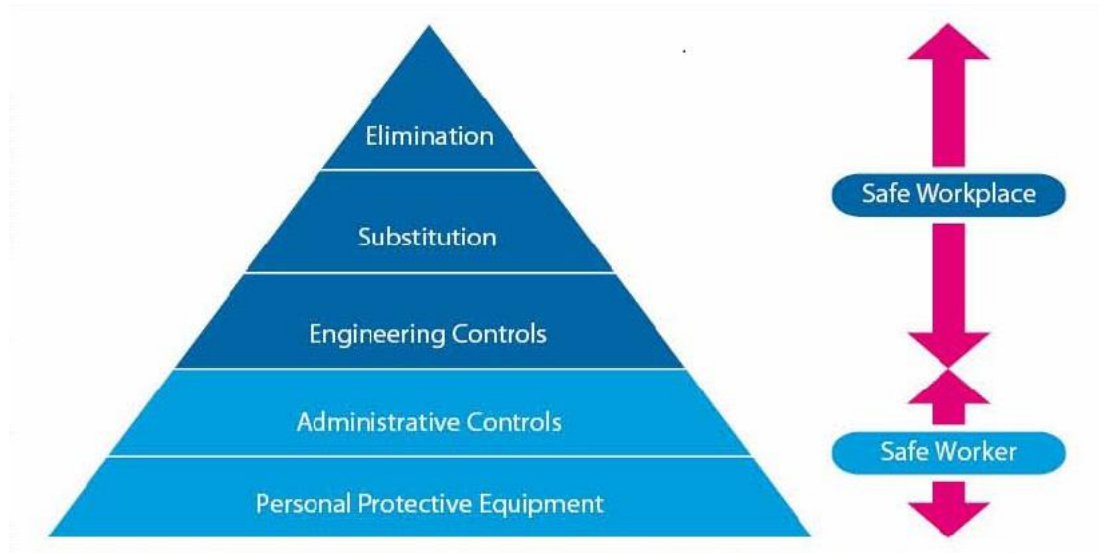 Elimination
Substitution
Engineering Controls
Administrative Controls
Personal Protective Equipment
Safe Workplace
Safe Worker